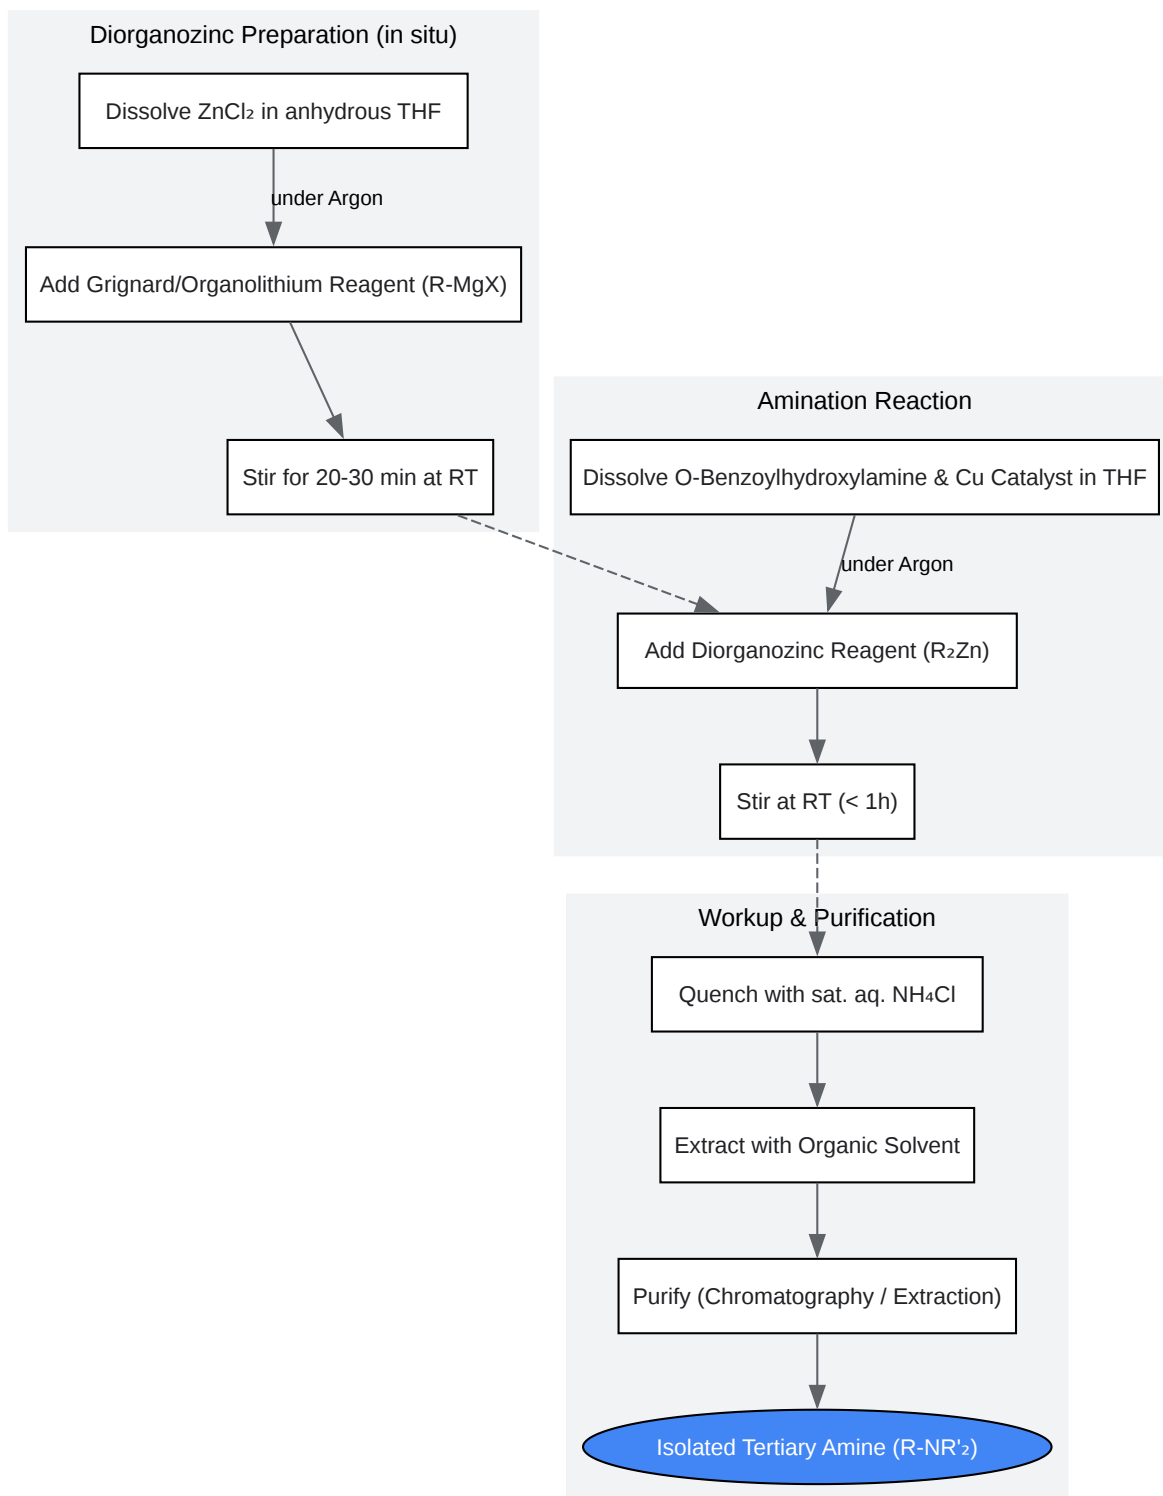 Diorganozinc Preparation (in situ)
Dissolve ZnCl₂ in anhydrous THF
under Argon
Add Grignard/Organolithium Reagent (R-MgX)
Stir for 20-30 min at RT
Amination Reaction
Dissolve O-Benzoylhydroxylamine & Cu Catalyst in THF
under Argon
Add Diorganozinc Reagent (R₂Zn)
Stir at RT (< 1h)
Workup & Purification
Quench with sat. aq. NH₄Cl
Extract with Organic Solvent
Purify (Chromatography / Extraction)
Isolated Tertiary Amine (R-NR'₂)